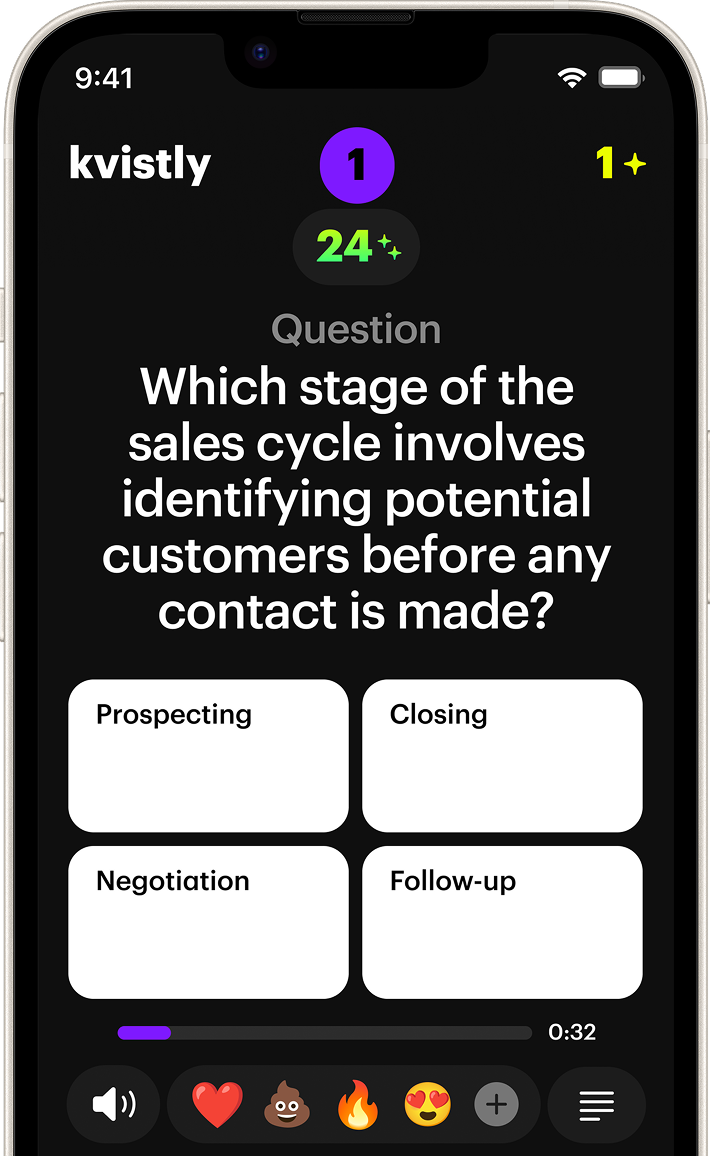 9:41
kvistly
1
1
24
Question
Which stage of the
sales cycle involves
identifying potential
customers before any
contact is made?
Prospecting
Closing
Negotiation
Follow-up
0:32